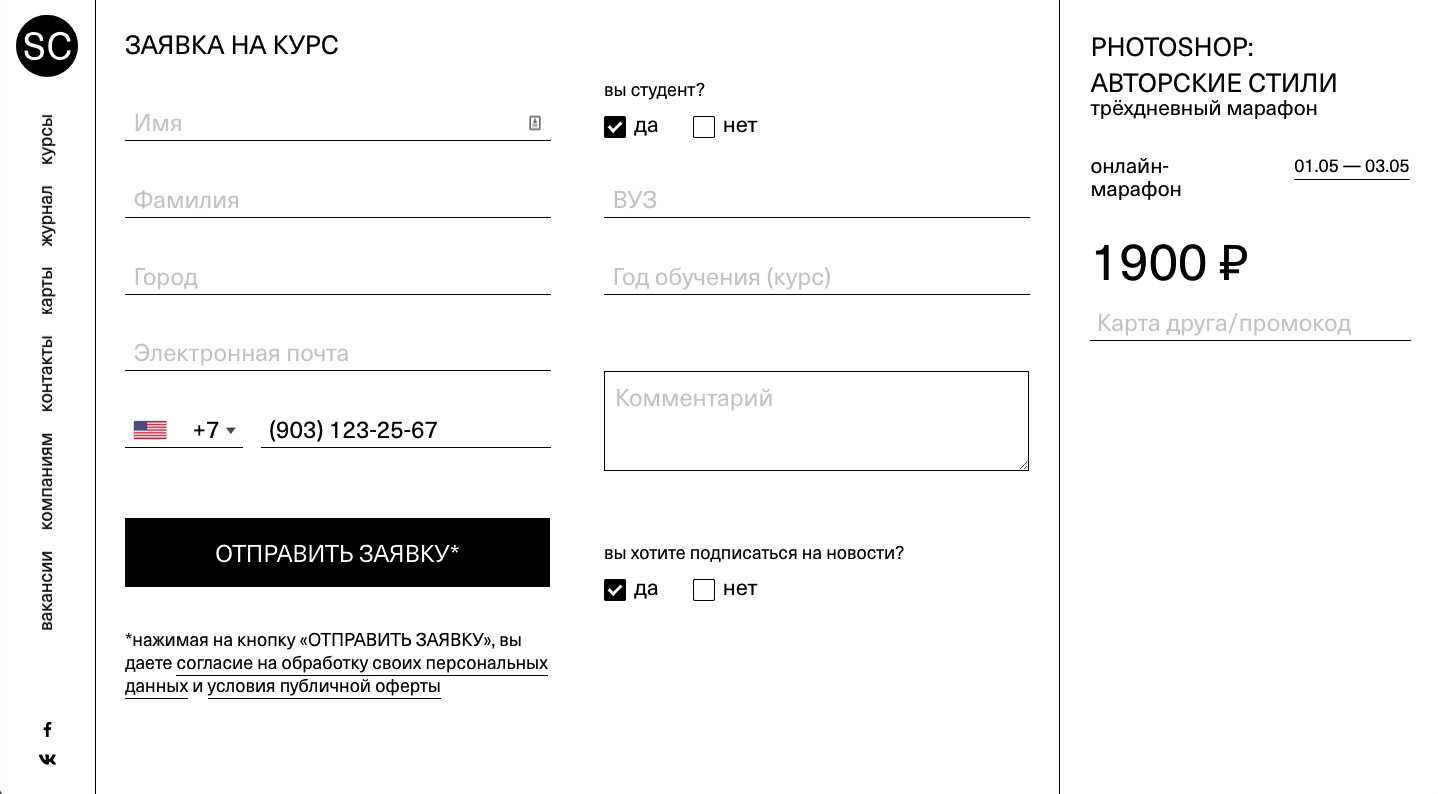 SC
курсы
журнал
карты
контакты
компаниям
вакансии
ЗАЯВКА НА КУРС
Имя
Фамилия
Город
Электронная почта
+7 (903) 123-25-67
ОТПРАВИТЬ ЗАЯВКУ*
*нажимая на кнопку «ОТПРАВИТЬ ЗАЯВКУ», вы
даете согласие на обработку своих персональных
данных и условия публичной оферты
вы студент?
да нет
ВУЗ
Год обучения (курс)
Комментарий
вы хотите подписаться на новости?
да нет
PHOTOSHOP:
АВТОРСКИЕ СТИЛИ
трёхдневный марафон
онлайн-
марафон
01.05 — 03.05
1900 ₽
Карта друга/промокод